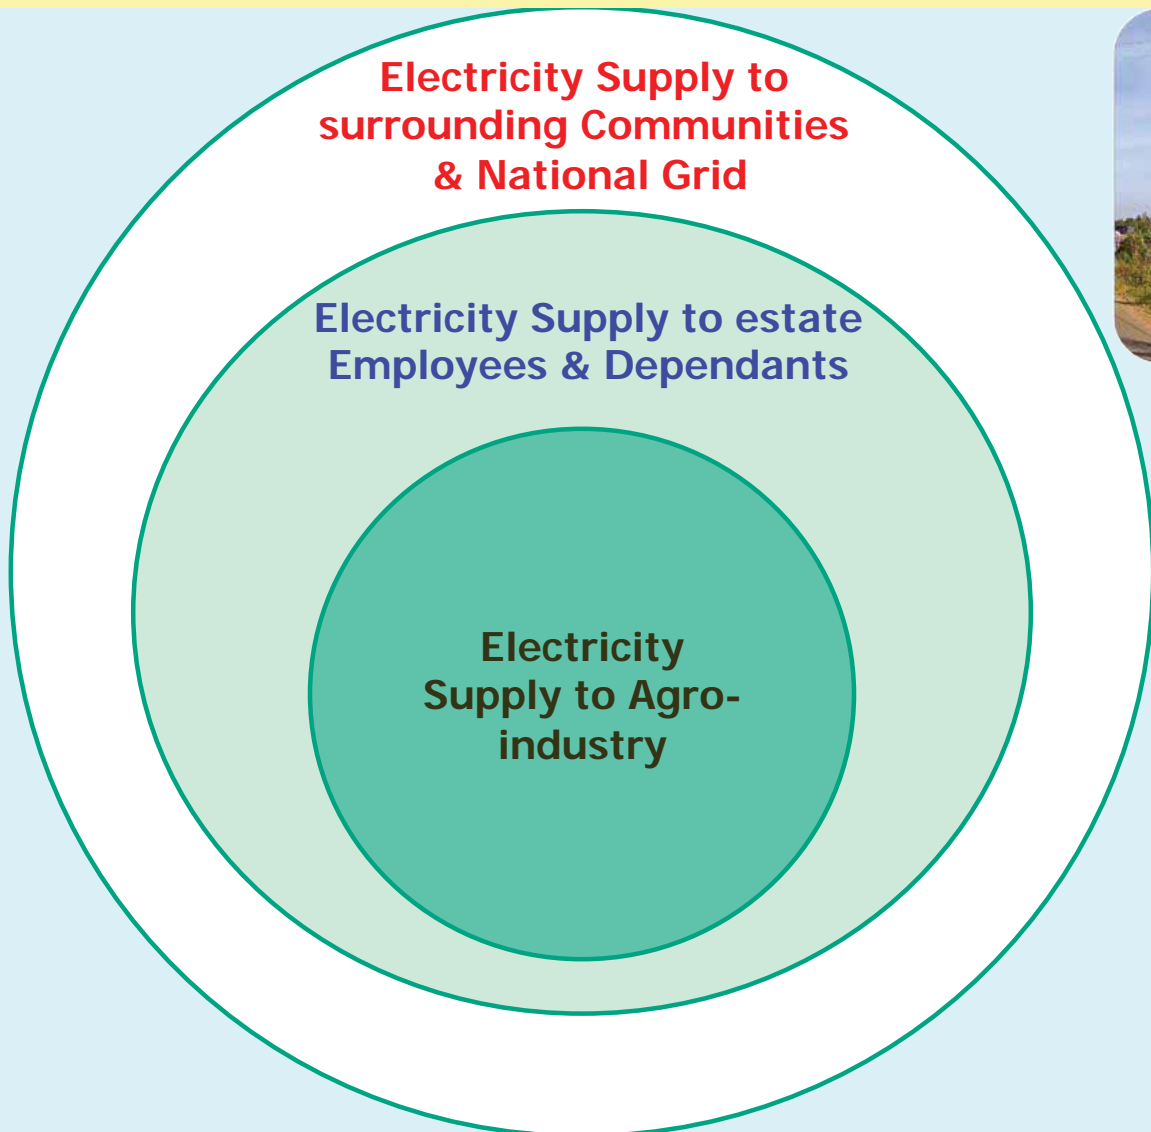 Electricity Supply to
surrounding Communities
& National Grid
Electricity Supply to estate
Employees & Dependants
Electricity
Supply to Agro-
industry